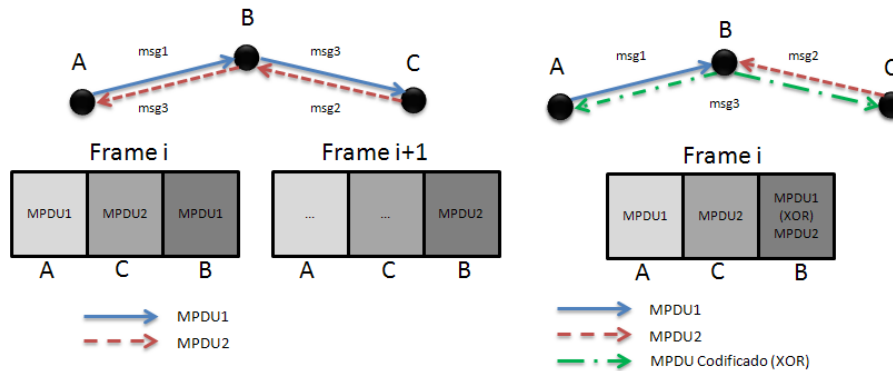 B
A
C
msg1
msg3
msg3
msg2
Frame i
MPDU1
MPDU2
MPDU1
A
C
B
Frame i+1
...
...
MPDU2
A
C
B
MPDU1
MPDU2
B
A
C
msg1
msg2
msg3
Frame i
MPDU1
MPDU2
MPDU1
(XOR)
MPDU2
A
C
B
MPDU1
MPDU2
MPDU Codificado (XOR)